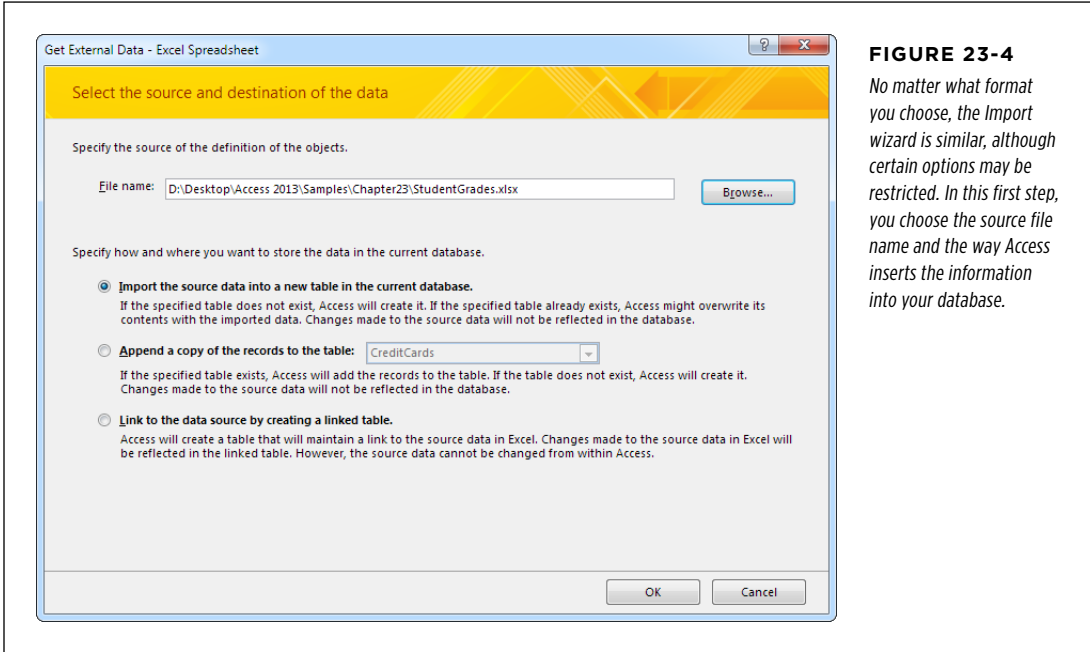 Get External Data - Excel Spreadsheet
Select the source and destination of the data
Specify the source of the definition of the objects.
File name: D:\Desktop\Access 2013\Samples\Chapter23\StudentGrades.xlsx Browse...
Specify how and where you want to store the data in the current database.
Import the source data into a new table in the current database.
If the specified table does not exist, Access will create it. If the specified table already exists, Access might overwrite its
contents with the imported data. Changes made to the source data will not be reflected in the database.
Append a copy of the records to the table: CreditCards
If the specified table exists, Access will add the records to the table. If the table does not exist, Access will create it.
Changes made to the source data will not be reflected in the database.
Link to the data source by creating a linked table.
Access will create a table that will maintain a link to the source data in Excel. Changes made to the source data in Excel will
be reflected in the linked table. However, the source data cannot be changed from within Access.
OK Cancel
FIGURE 23-4
No matter what format
you choose, the Import
wizard is similar, although
certain options may be
restricted. In this first step,
you choose the source file
name and the way Access
inserts the information
into your database.